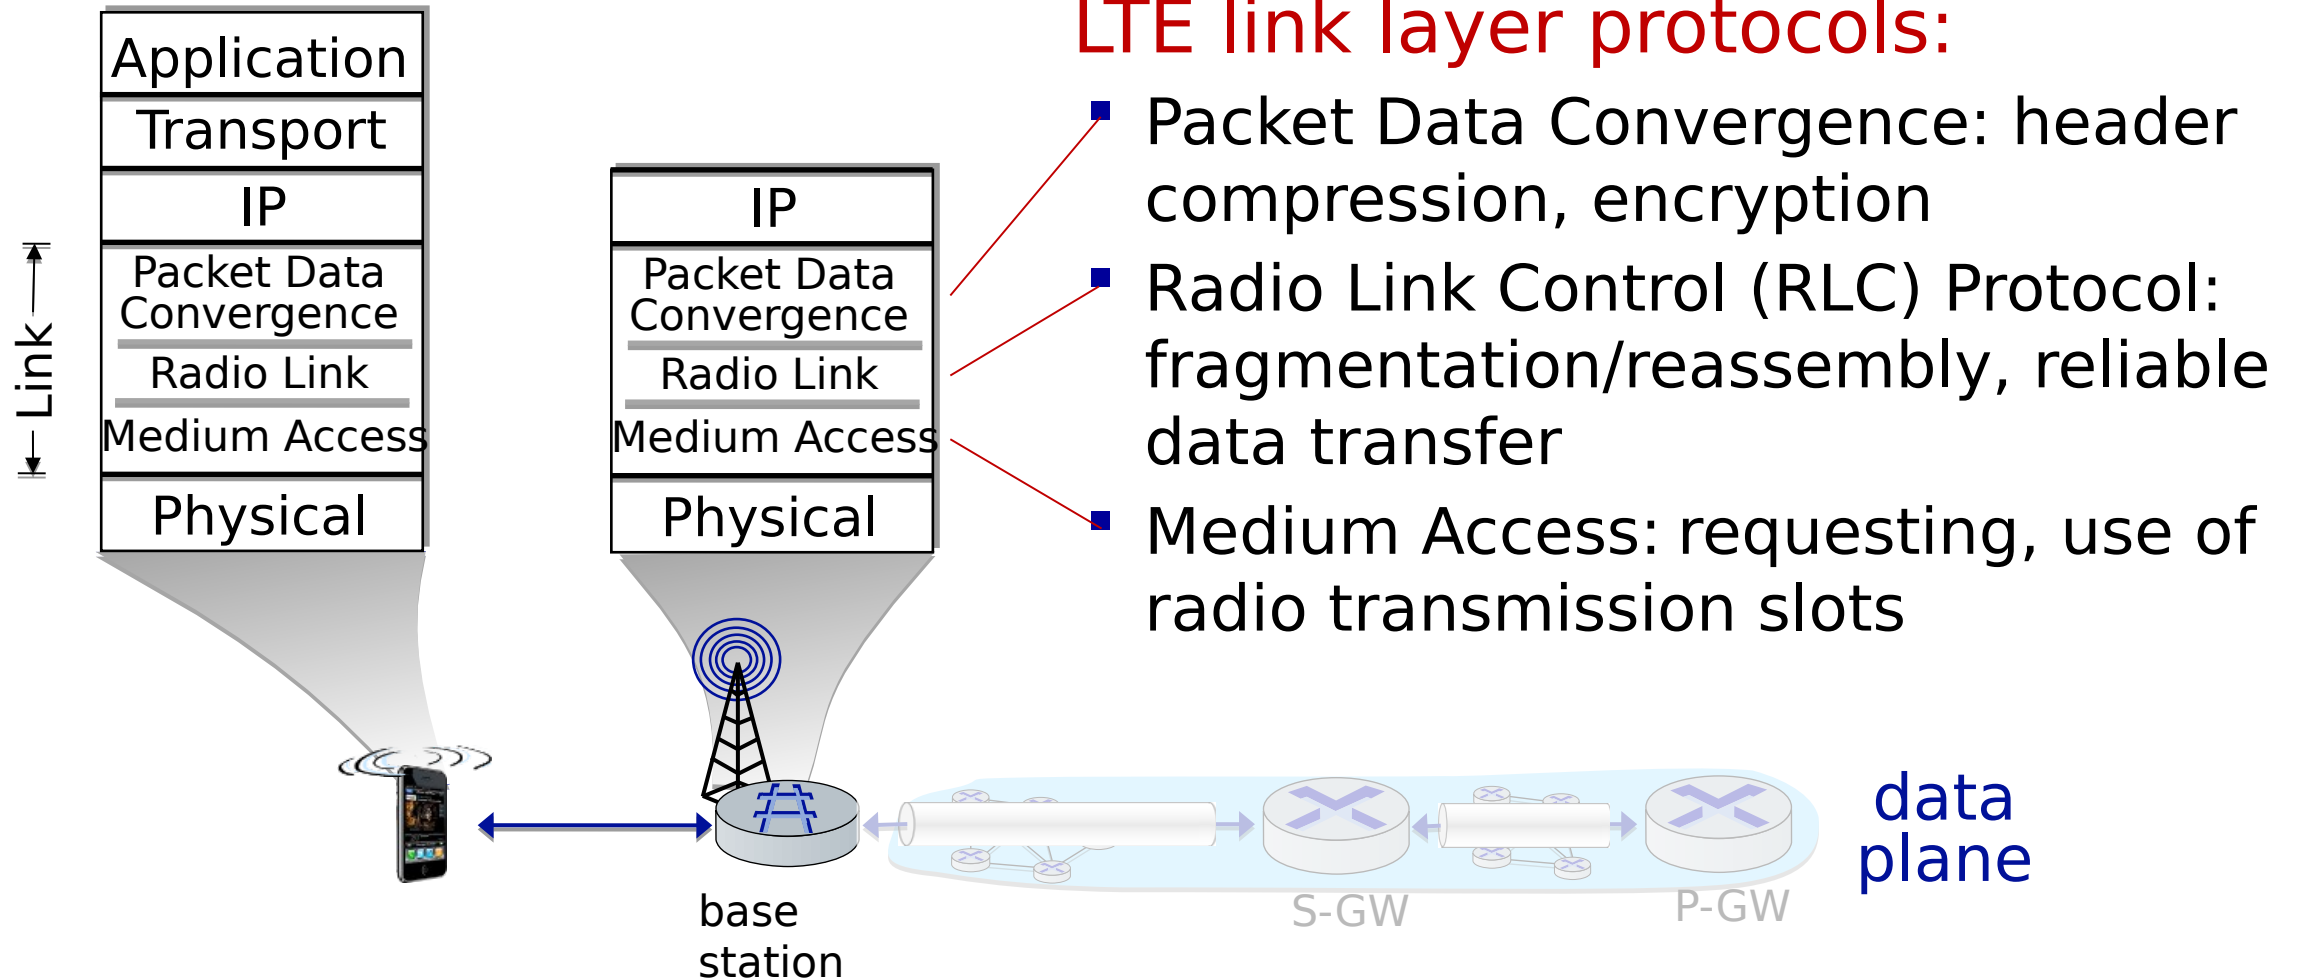 Application
Transport
IP
Packet Data
Convergence
Radio Link
Medium Access
Physical
Link
IP
Packet Data
Convergence
Radio Link
Medium Access
Physical
LTE link layer protocols:
Packet Data Convergence: header
compression, encryption
Radio Link Control (RLC) Protocol:
fragmentation/reassembly, reliable
data transfer
Medium Access: requesting, use of
radio transmission slots
base
station
S-GW
P-GW
data
plane